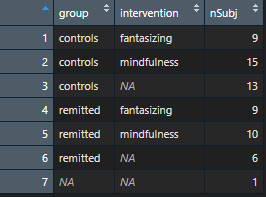 group intervention nSubj
1 controls fantasizing 9
2 controls mindfulness 15
3 controls NA 13
4 remitted fantasizing 9
5 remitted mindfulness 10
6 remitted NA 6
7 NA NA 1